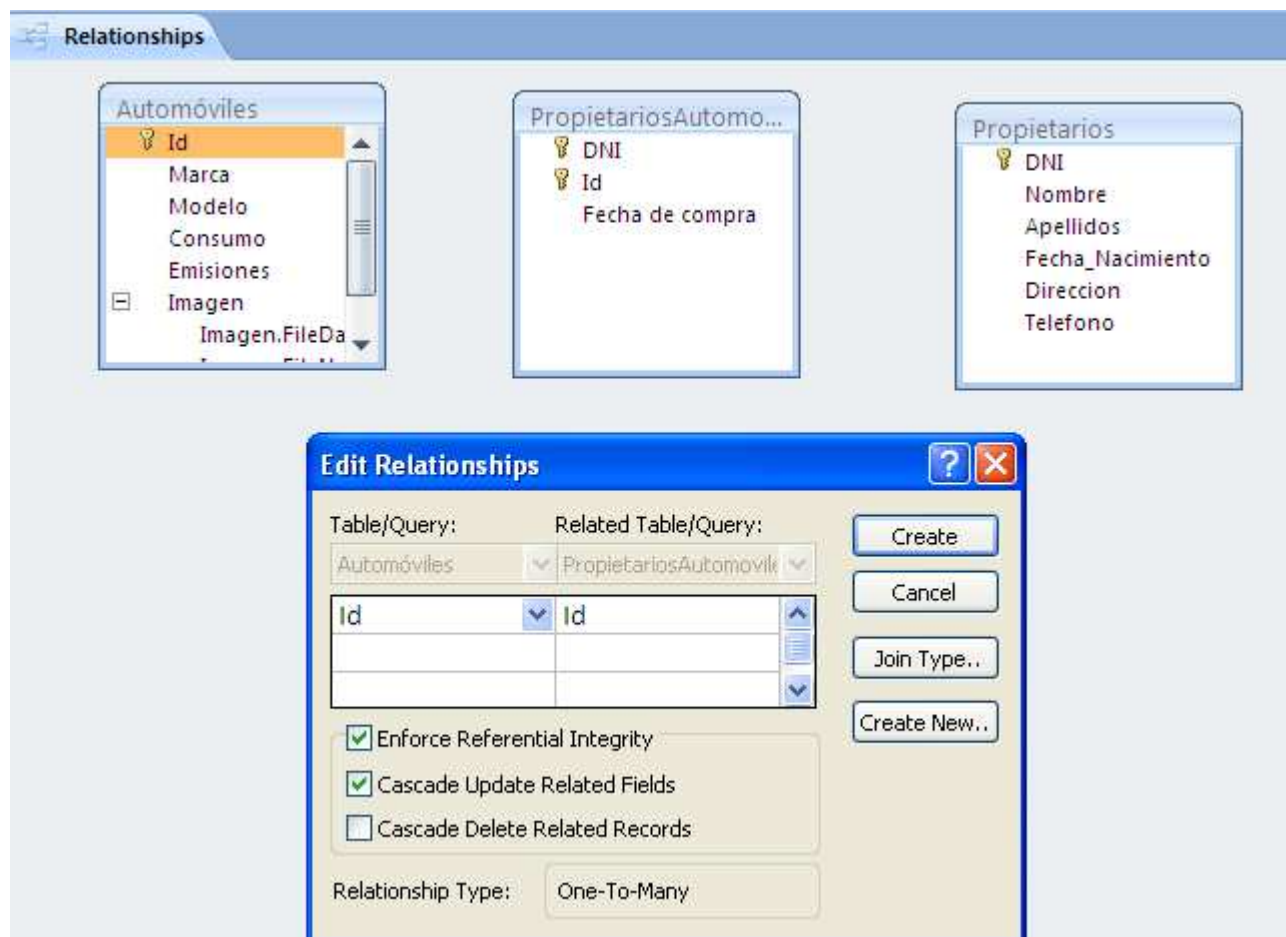 Relationships
Automóviles
Id
Marca
Modelo
Consumo
Emisiones
Imagen
Imagen.FileDa
PropietariosAutomo...
DNI
Id
Fecha de compra
Propietarios
DNI
Nombre
Apellidos
Fecha_Nacimiento
Direccion
Telefono
Edit Relationships
Table/Query: Related Table/Query:
Automóviles PropietariosAutomovile
Id Id
Enforce Referential Integrity
Cascade Update Related Fields
Cascade Delete Related Records
Relationship Type: One-To-Many
Create
Cancel
Join Type..
Create New..